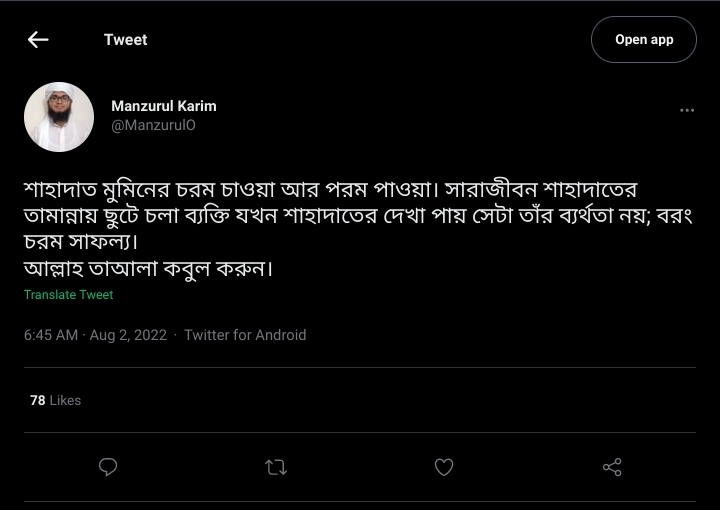 Tweet
Open app
Manzurul Karim
@ManzurulO
শাহাদাত মুমিনের চরম চাওয়া আর পরম পাওয়া। সারাজীবন শাহাদাতের
তামান্নায় ছুটে চলা ব্যক্তি যখন শাহাদাতের দেখা পায় সেটা তাঁর ব্যর্থতা নয়; বরং
চরম সাফল্য।
আল্লাহ তাআলা কবুল করুন।
Translate Tweet
6:45 AM · Aug 2, 2022 · Twitter for Android
78 Likes